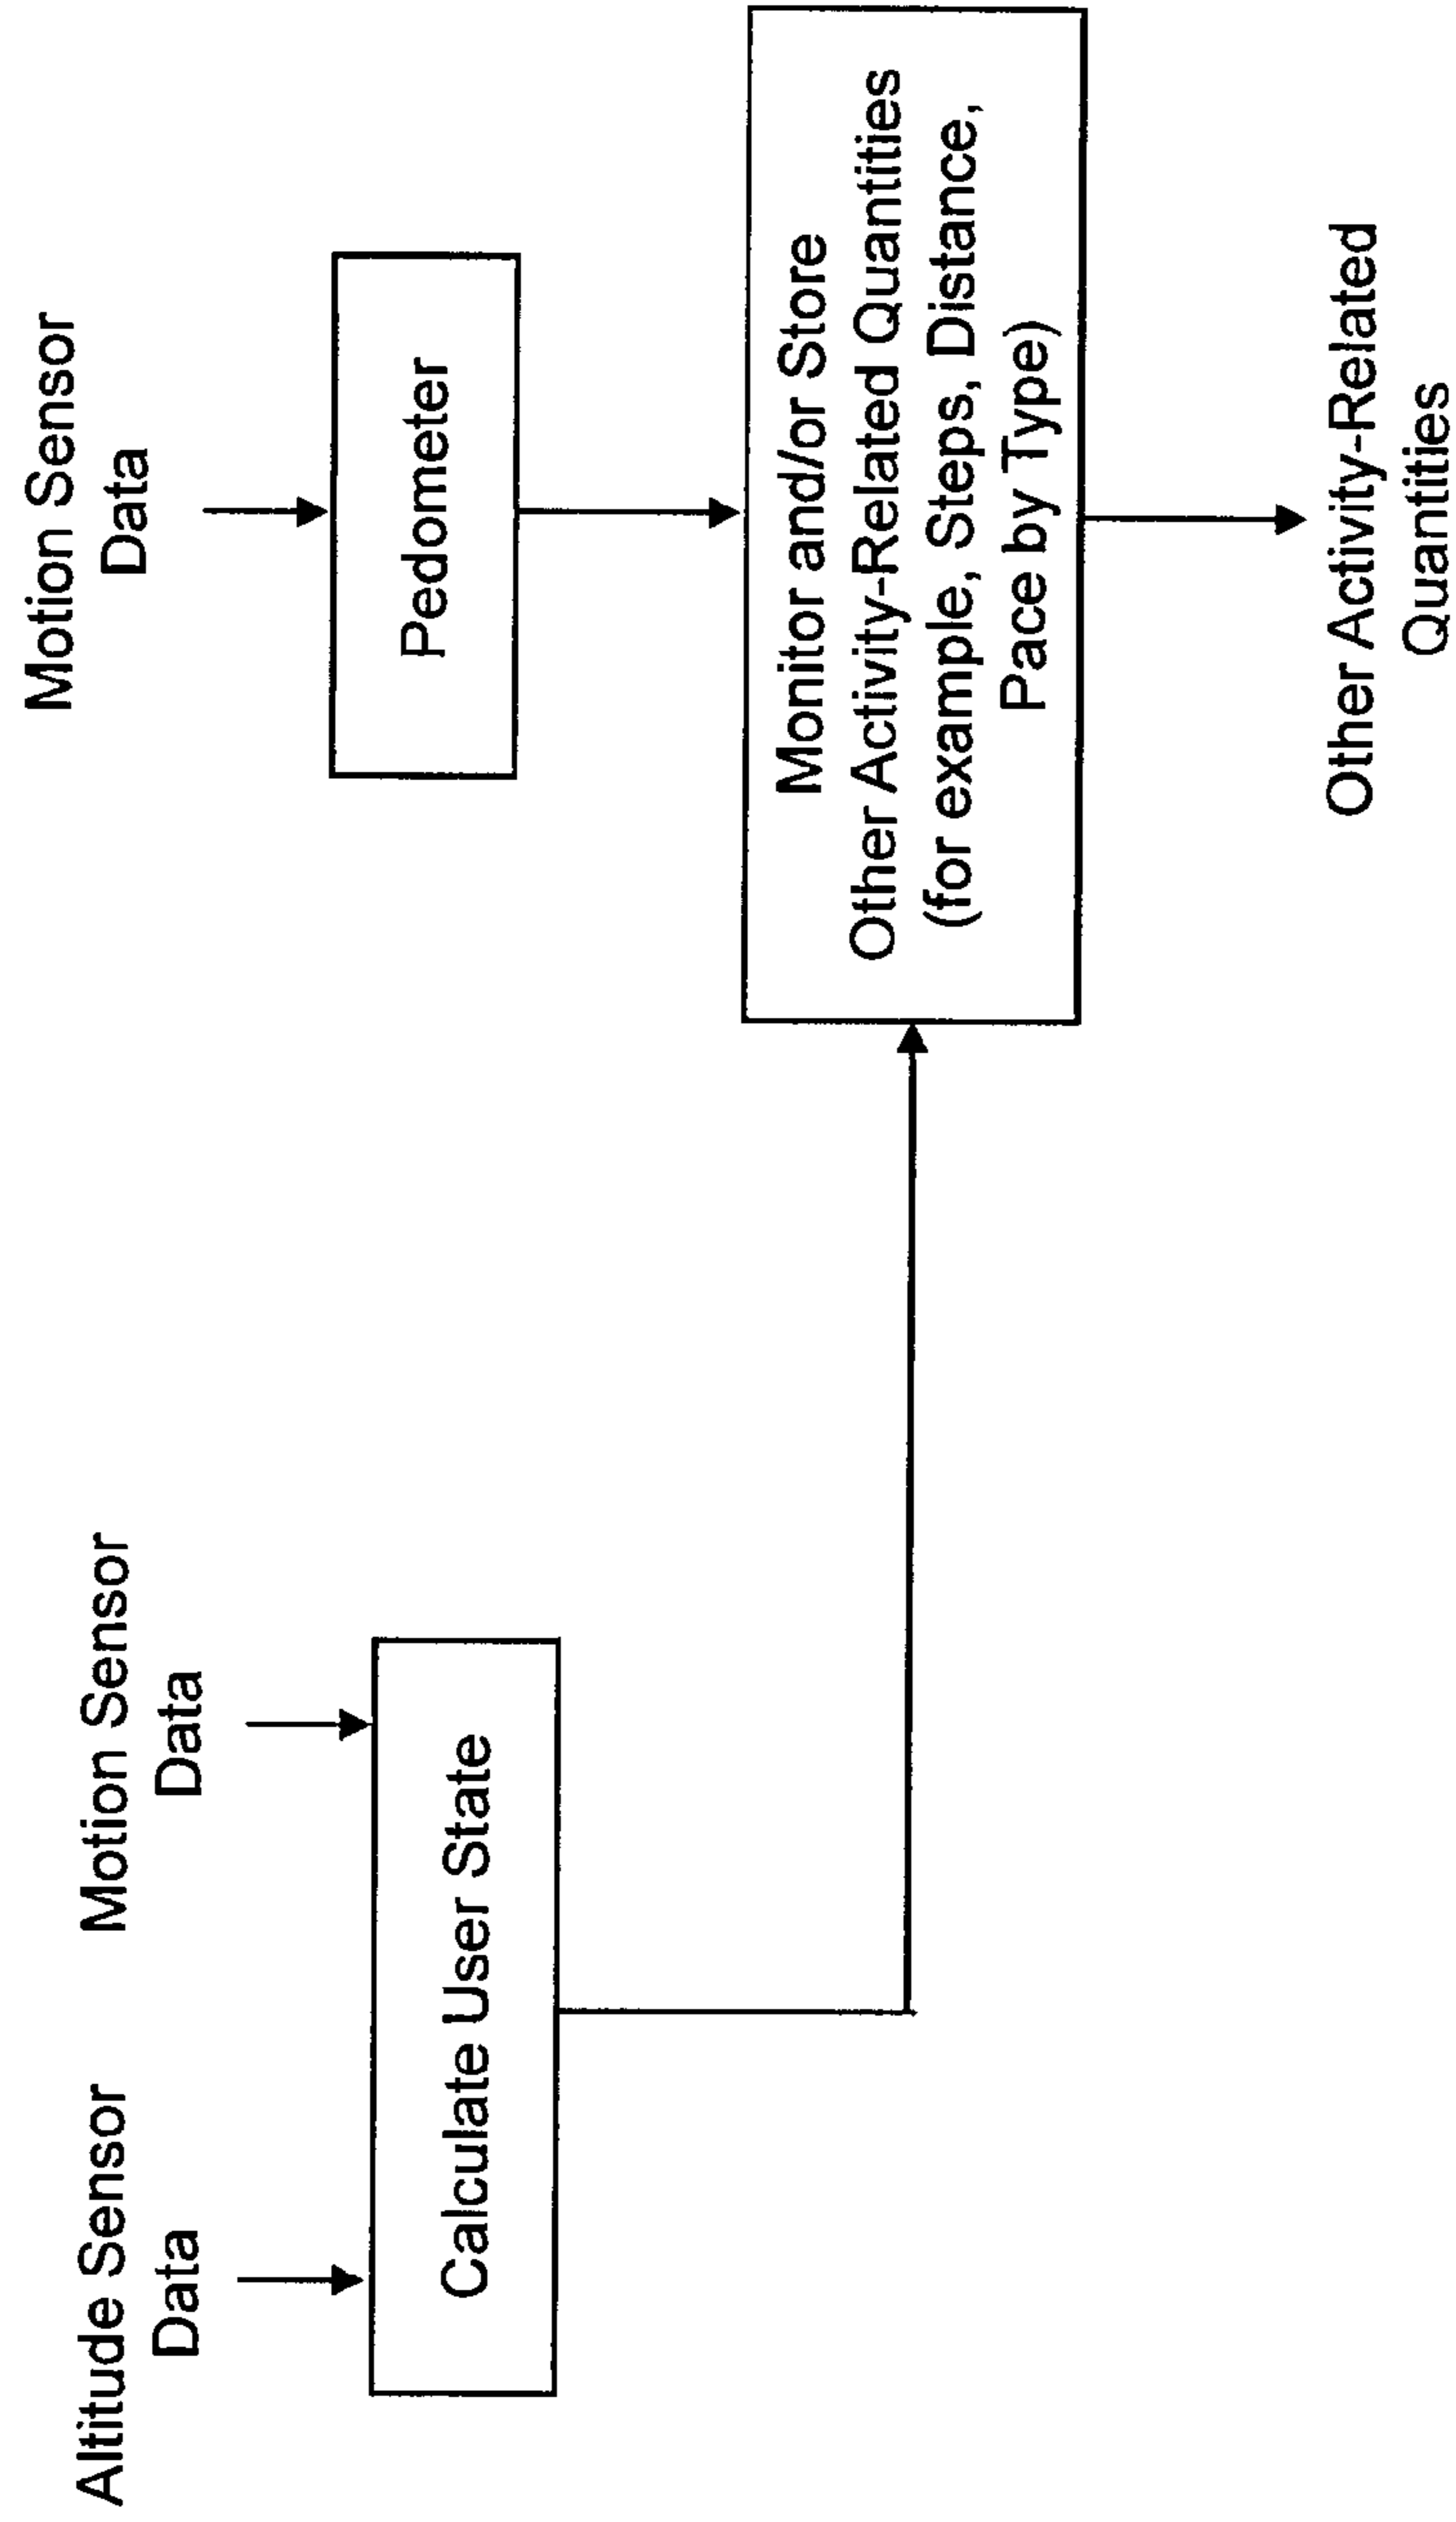 Altitude Sensor
Data
Motion Sensor
Data
Calculate User State
Motion Sensor
Data
Pedometer
Monitor and/or Store
Other Activity-Related Quantities
(for example, Steps, Distance,
Pace by Type)
Other Activity-Related
Quantities